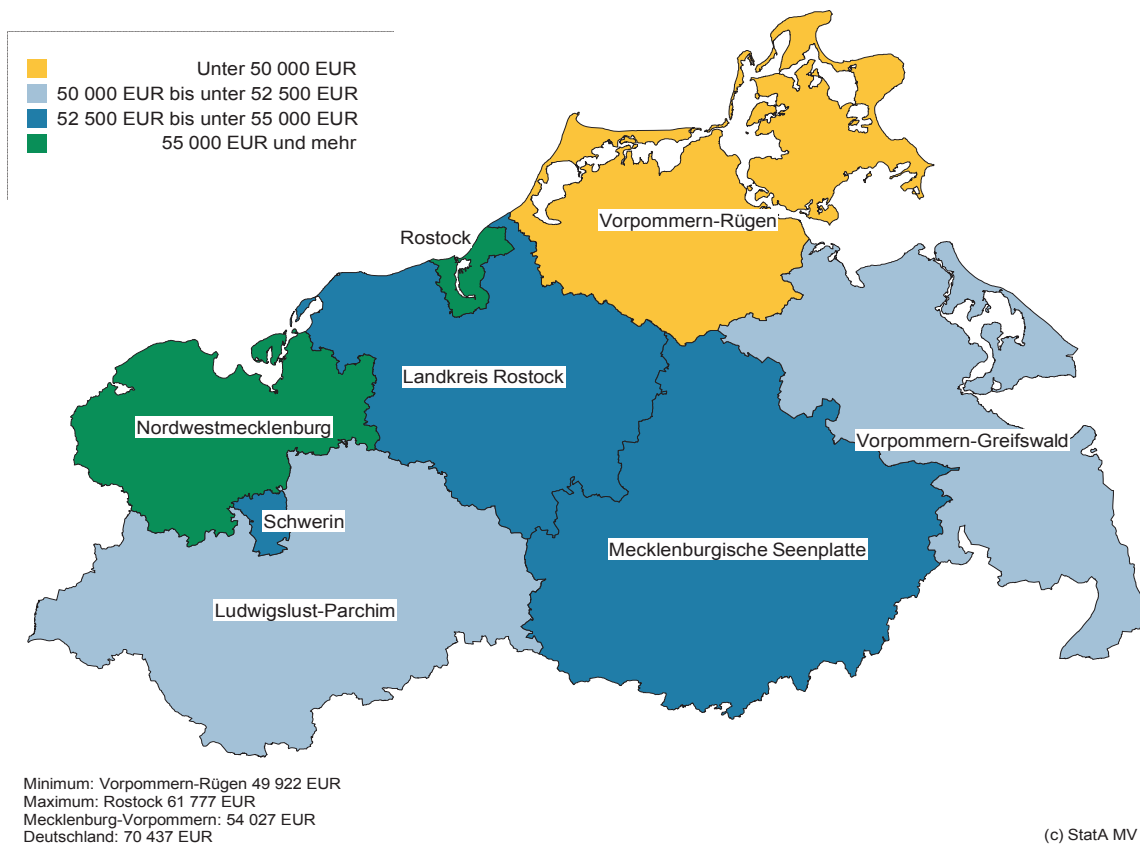 Unter 50 000 EUR
50 000 EUR bis unter 52 500 EUR
52 500 EUR bis unter 55 000 EUR
55 000 EUR und mehr
Vorpommern-Rügen
Rostock
Landkreis Rostock
Nordwestmecklenburg
Vorpommern-Greifswald
Schwerin
Mecklenburgische Seenplatte
Ludwigslust-Parchim
Minimum: Vorpommern-Rügen 49 922 EUR
Maximum: Rostock 61 777 EUR
Mecklenburg-Vorpommern: 54 027 EUR
Deutschland: 70 437 EUR
(c) StatA MV